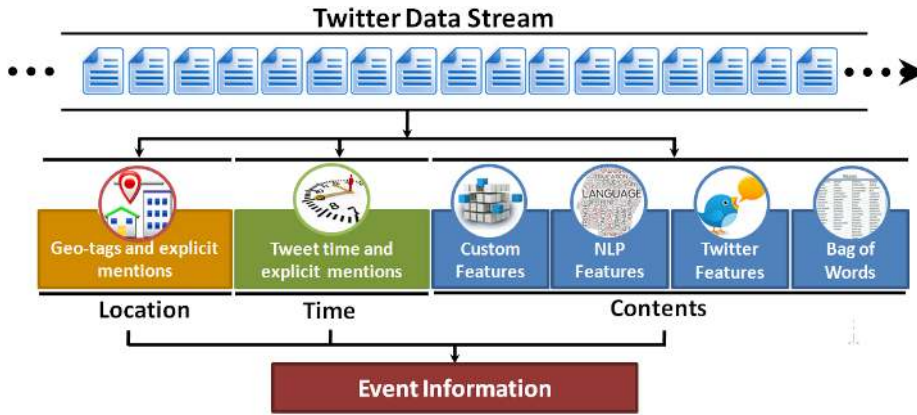 Twitter Data Stream
LANGUAGE
Geo-tags and explicit
mentions
Tweet time and
explicit mentions
Custom
Features
NLP
Features
Twitter
Features
Bag of
Words
Location
Time
Contents
Event Information